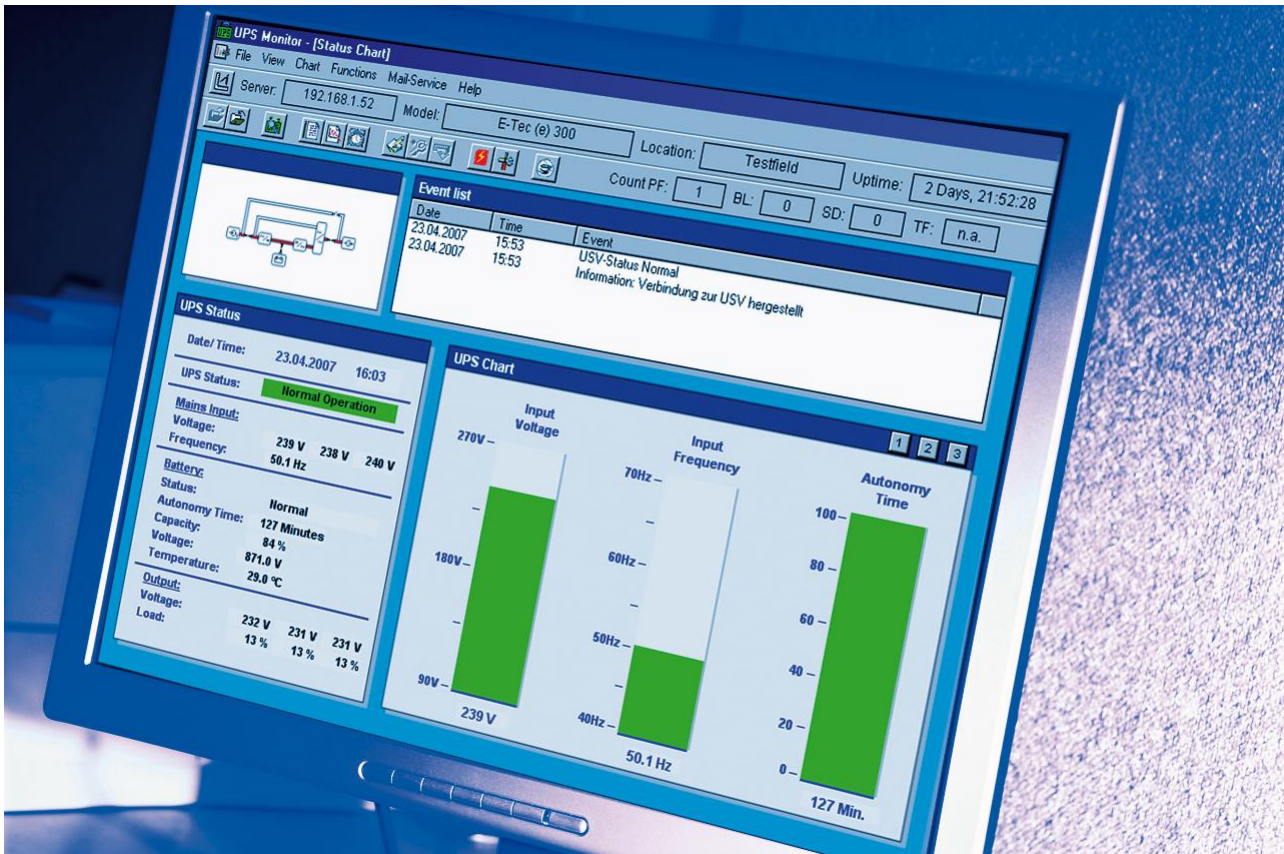 UPS UPS Monitor - [Status Chart]
File View Chart Functions Mail-Service Help
Server: 192.168.1.52 Model: E-Tec (e) 300 Location: Testfield Uptime: 2 Days, 21:52:28
Count PF: 1 BL: 0 SD: 0 TF: n.a.
Event list
Date Time Event
23.04.2007 15:53 USV-Status Normal
23.04.2007 15:53 Information: Verbindung zur USV hergestellt
UPS Status
Date/Time: 23.04.2007 16:03
UPS Status: Normal Operation
Mains Input:
Voltage: 239 V 238 V 240 V
Frequency: 50.1 Hz
Battery:
Status: Normal
Autonomy Time: 127 Minutes
Capacity: 84 %
Voltage: 871.0 V
Temperature: 29.0 °C
Output:
Voltage: 232 V 231 V 231 V
Load: 13 % 13 % 13 %
UPS Chart
1 2 3
Input
Voltage
270V
180V
90V
239 V
Input
Frequency
70Hz
60Hz
50Hz
40Hz
50.1 Hz
Autonomy
Time
100
80
60
40
20
0
127 Min.